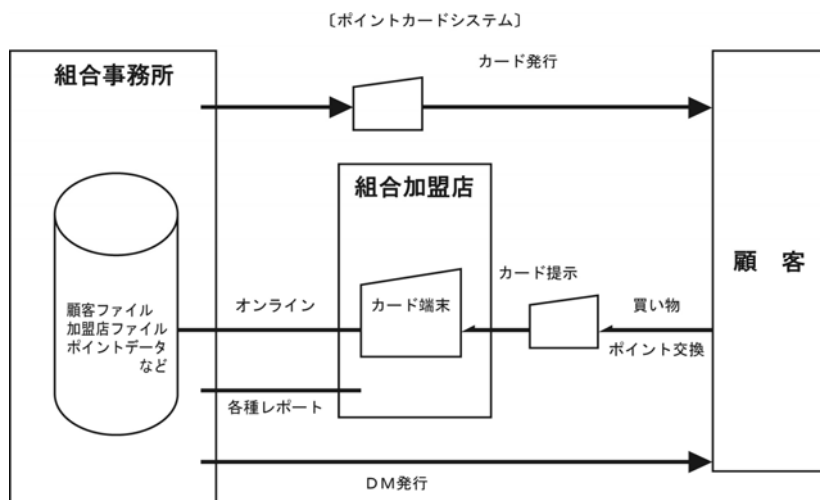 〔ポイントカードシステム〕
組合事務所
カード発行
組合加盟店
顧　客
カード提示
顧客ファイル
加盟店ファイル
ポイントデータ
など
オンライン
カード端末
買い物
ポイント交換
各種レポート
ＤＭ発行